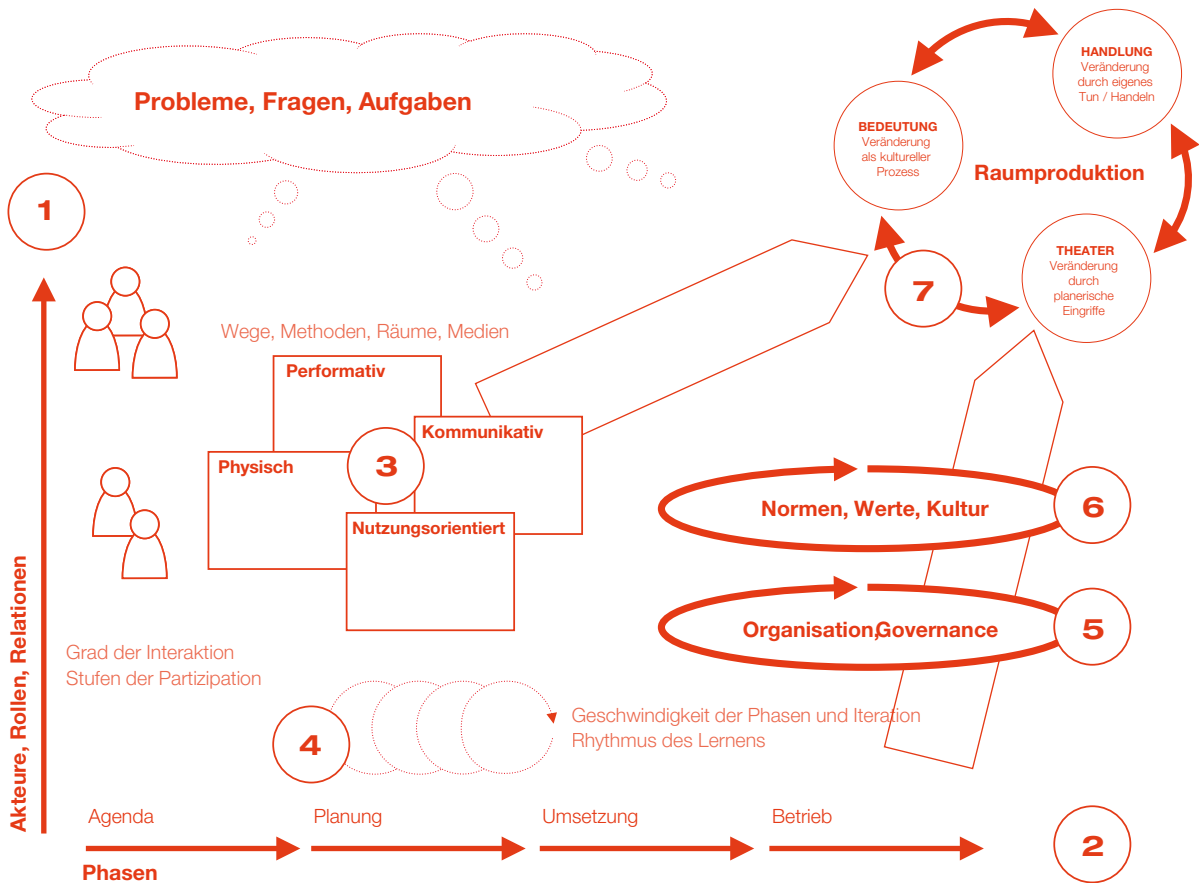 Probleme, Fragen, Aufgaben
HANDLUNG
Veränderung
durch eigenes
Tun / Handeln
BEDEUTUNG
Veränderung
als kultureller
Prozess
Raumproduktion
1
THEATER
Veränderung
durch
planerische
Eingriffe
7
Wege, Methoden, Räume, Medien
Performativ
Kommunikativ
Physisch
3
Nutzungsorientiert
Normen, Werte, Kultur
6
Organisation,Governance
5
Akteure, Rollen, Relationen
Grad der Interaktion
Stufen der Partizipation
4
Geschwindigkeit der Phasen und Iteration
Rhythmus des Lernens
Agenda
Planung
Umsetzung
Betrieb
2
Phasen